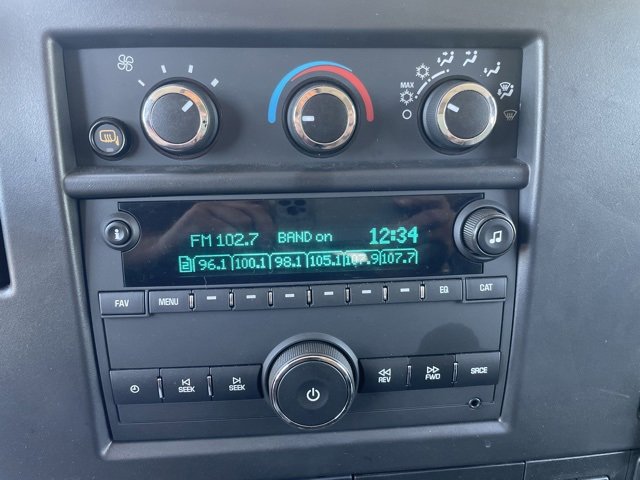 MAX
FM 102.7 BAND on 12:34
2 96.1 100.1 98.1 105.1 107.7
FAV MENU EQ CAT
SEEK SEEK REV FWD SRCE